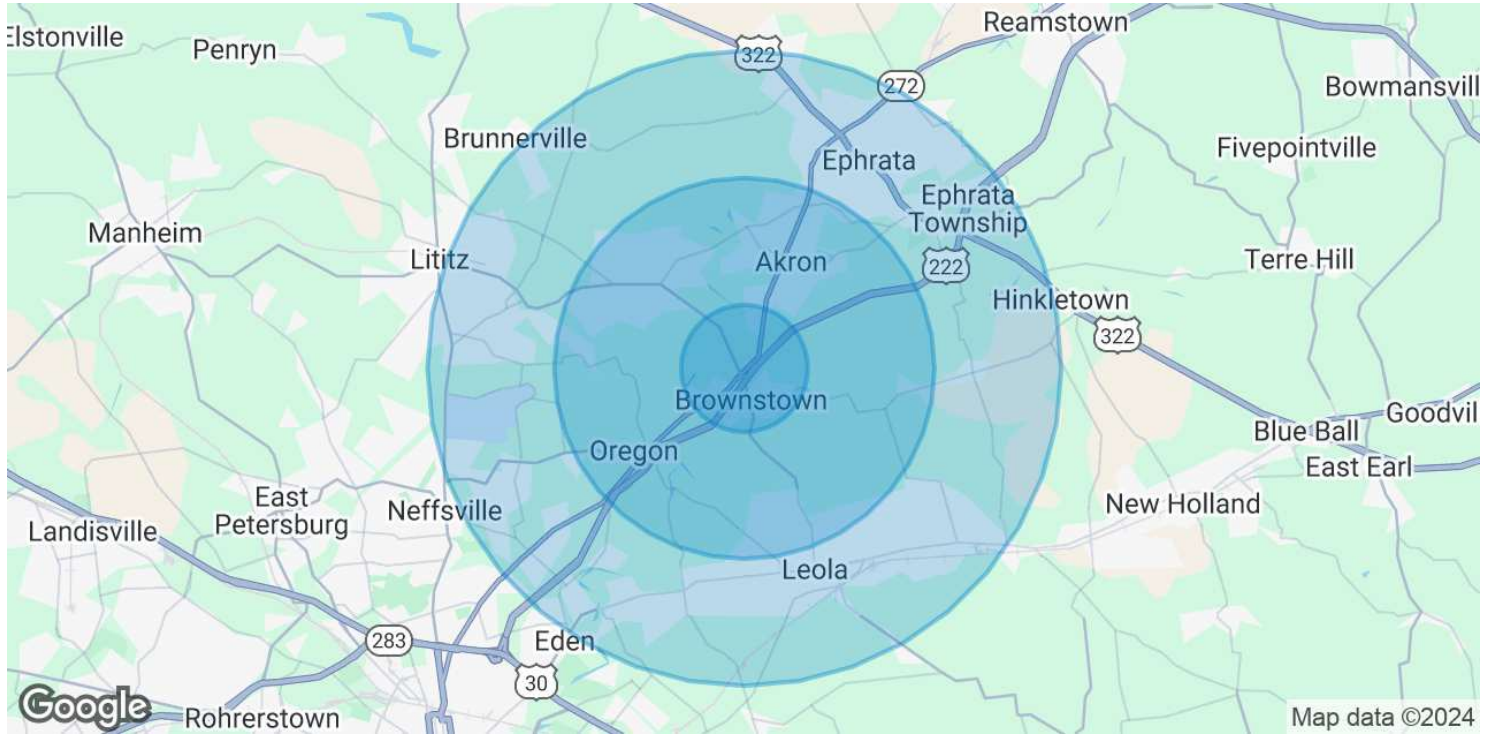 Elstonville
Penryn
322
Reamstown
272
Bowmansvill
Brunnerville
Ephrata
Fivepointville
Ephrata
Township
Manheim
Lititz
Akron
222
Terre Hill
Hinkletown
322
Brownstown
Goodvil
Blue Ball
Oregon
East Earl
East
Petersburg
Neffsville
New Holland
Landisville
Leola
283
Eden
30
Google
Rohrerstown
Map data ©2024